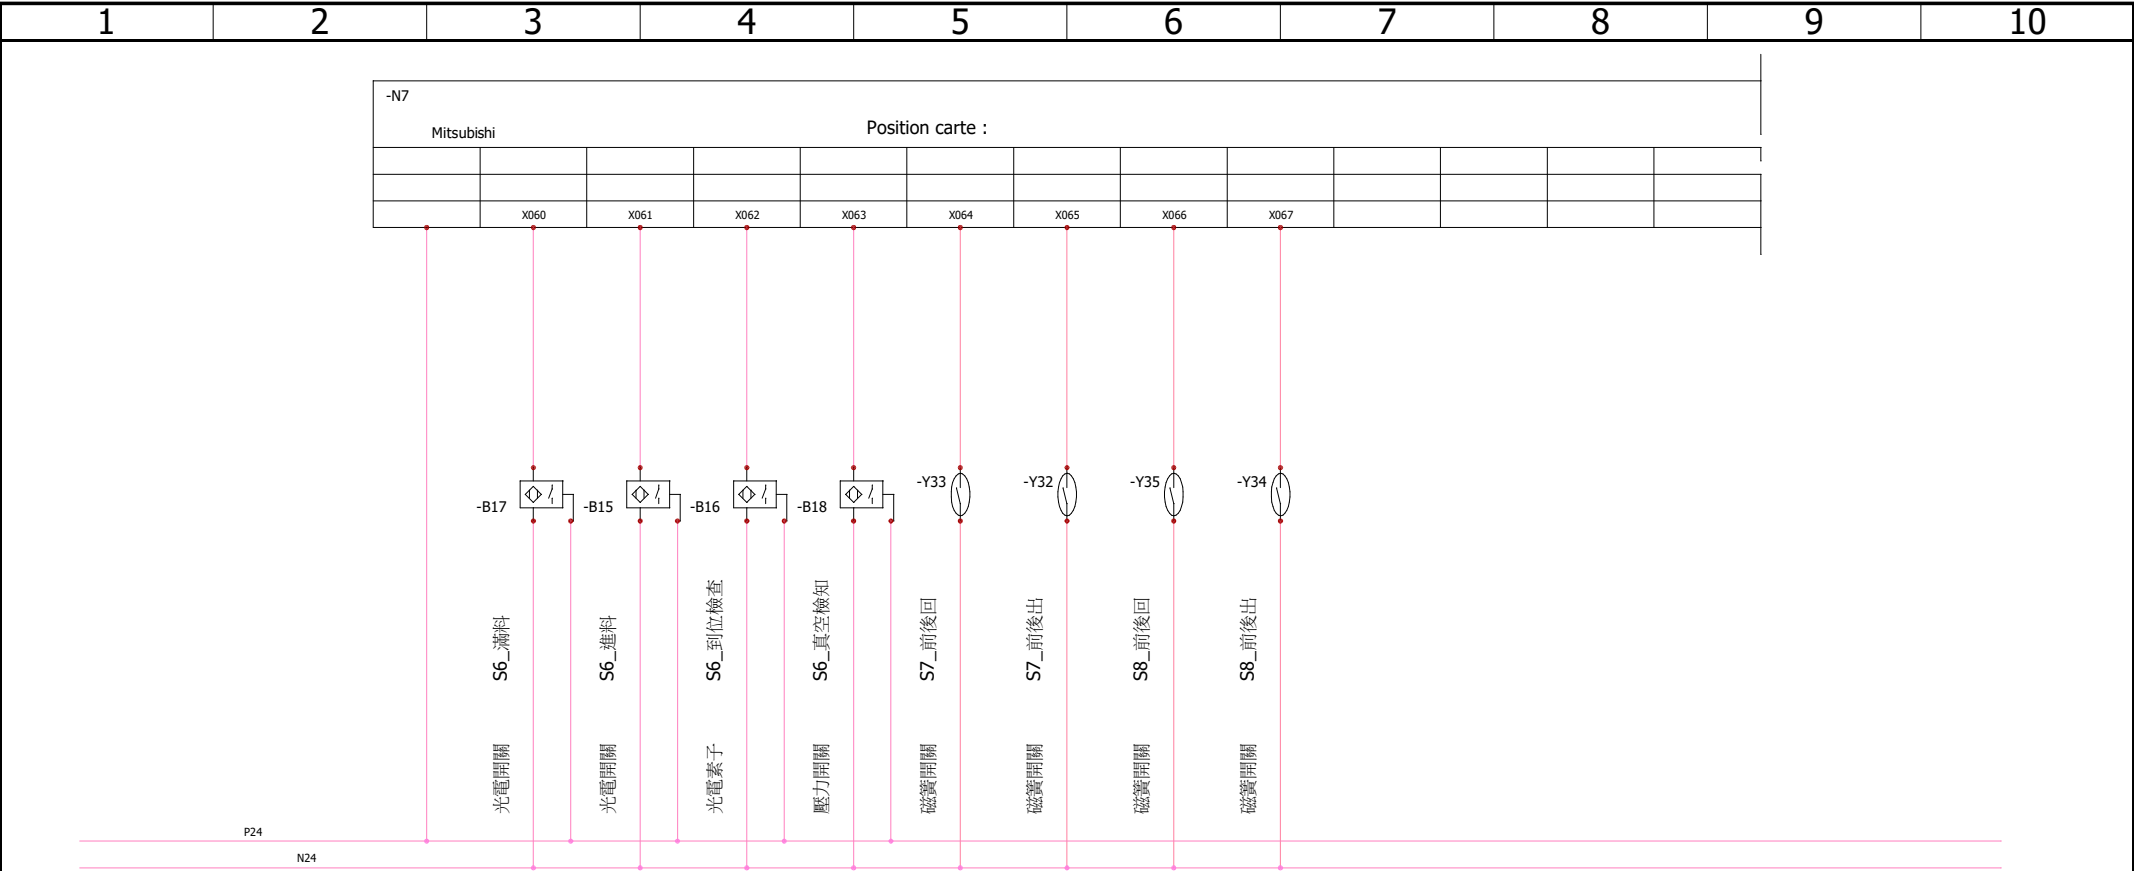 1 2 3 4 5 6 7 8 9 10
-N7
Mitsubishi
Position carte :
X060 X061 X062 X063 X064 X065 X066 X067
-B17 -B15 -B16 -B18 -Y33 -Y32 -Y35 -Y34
光電開關 S6_滿料
光電開關 S6_進料
光電素子 S6_到位檢查
壓力開關 S6_真空檢知
磁簧開關 S7_前後回
磁簧開關 S7_前後出
磁簧開關 S8_前後回
磁簧開關 S8_前後出
P24
N24